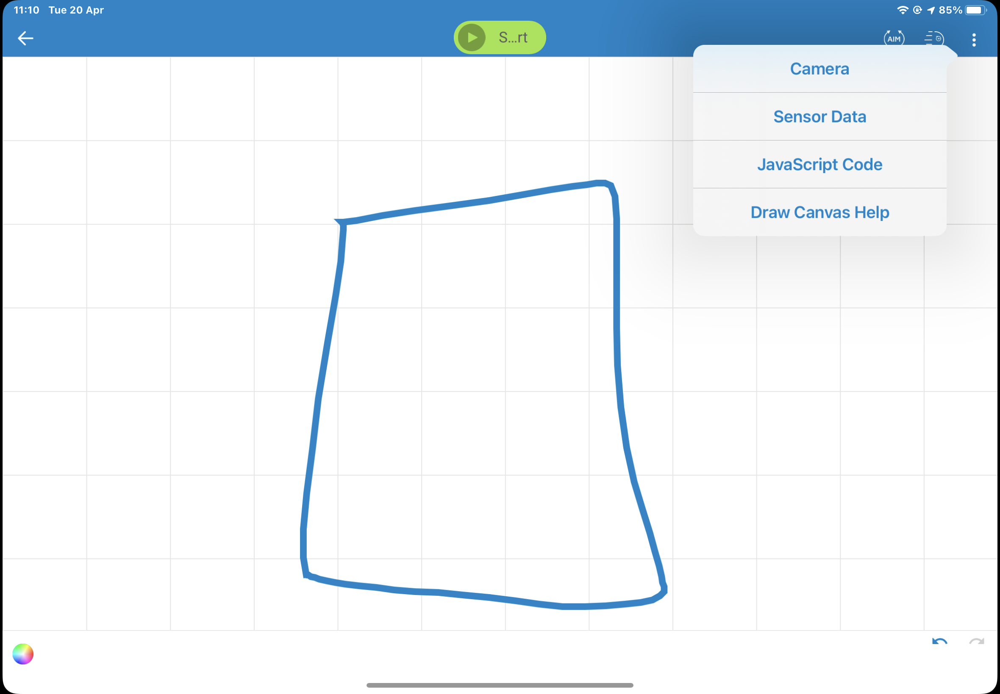 11:10 Tue 20 Apr
85%
S...rt
AIM
Camera
Sensor Data
JavaScript Code
Draw Canvas Help